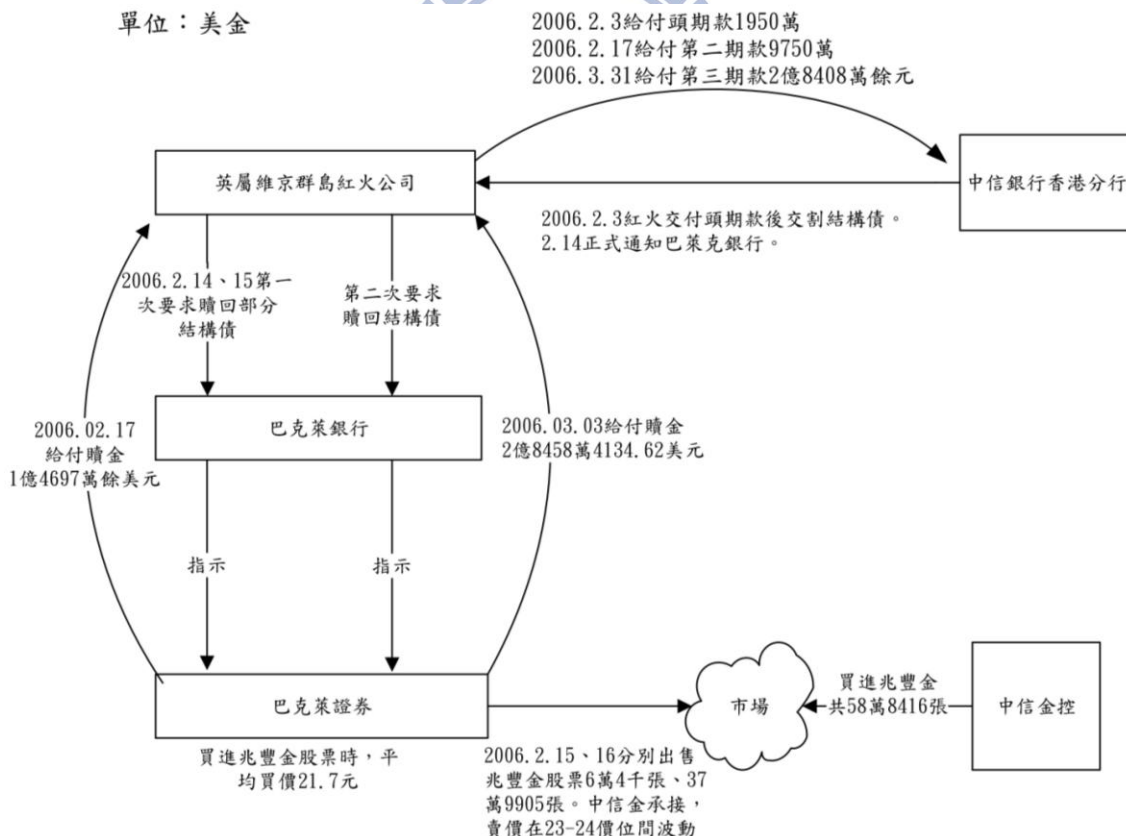 單位：美金
2006.2.3給付頭期款1950萬
2006.2.17給付第二期款9750萬
2006.3.31給付第三期款2億8408萬餘元
英屬維京群島紅火公司
中信銀行香港分行
2006.2.3紅火交付頭期款後交割結構債。
2.14正式通知巴萊克銀行。
2006.2.14、15第一
次要求贖回部分
結構債
第二次要求
贖回結構債
巴克萊銀行
2006.02.17
給付贖金
1億4697萬餘美元
2006.03.03給付贖金
2億8458萬4134.62美元
指示
指示
巴克萊證券
市場
買進兆豐金
共58萬8416張
中信金控
買進兆豐金股票時，平
均買價21.7元
2006.2.15、16分別出售
兆豐金股票6萬4千張、37
萬9905張。中信金承接，
賣價在23-24價位間波動